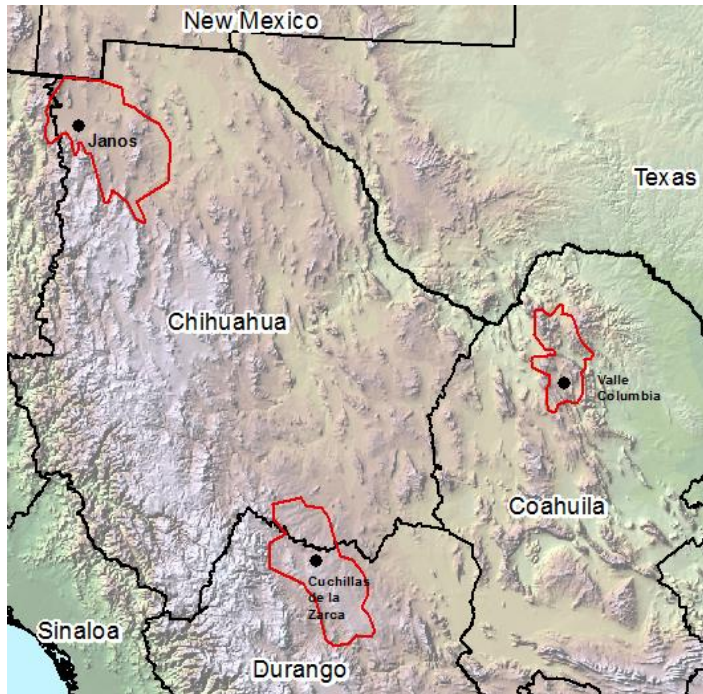 New Mexico
Janos
Texas
Chihuahua
Valle
Columbia
Coahuila
Cuchillas
de la
Zarca
Sinaloa
Durango